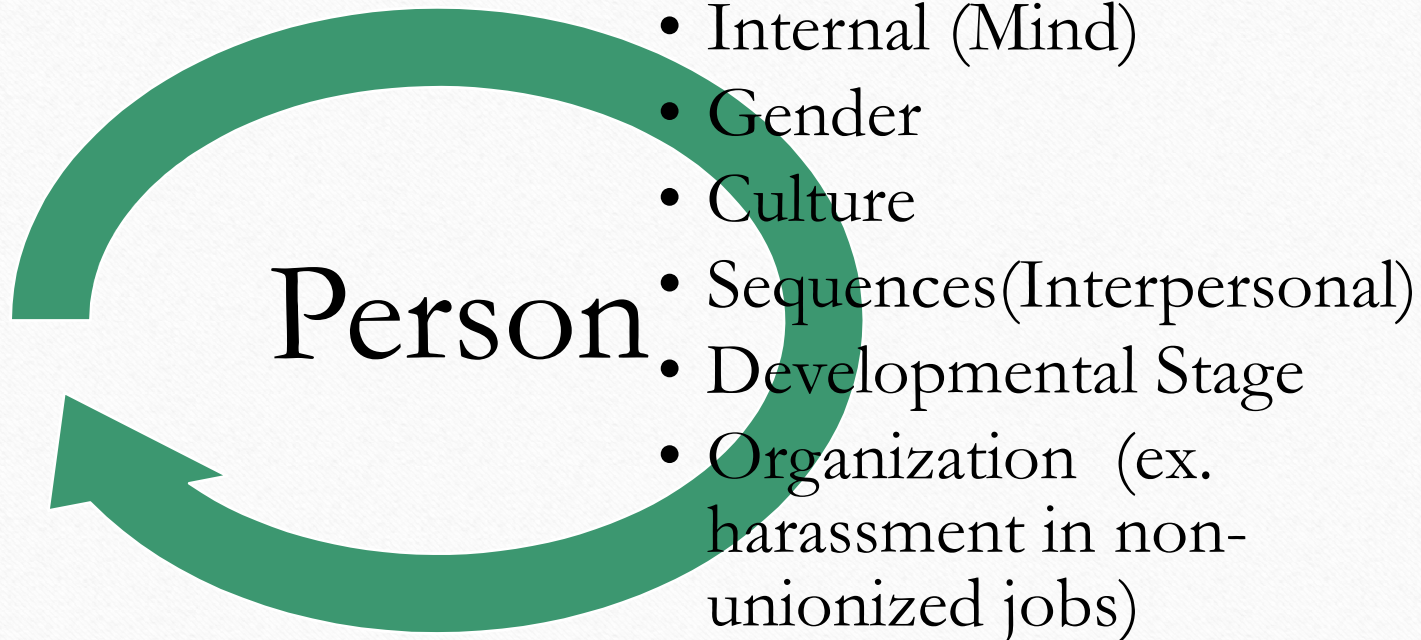 Person
• Internal (Mind)
• Gender
• Culture
• Sequences(Interpersonal)
• Developmental Stage
• Organization (ex.
harassment in non-
unionized jobs)